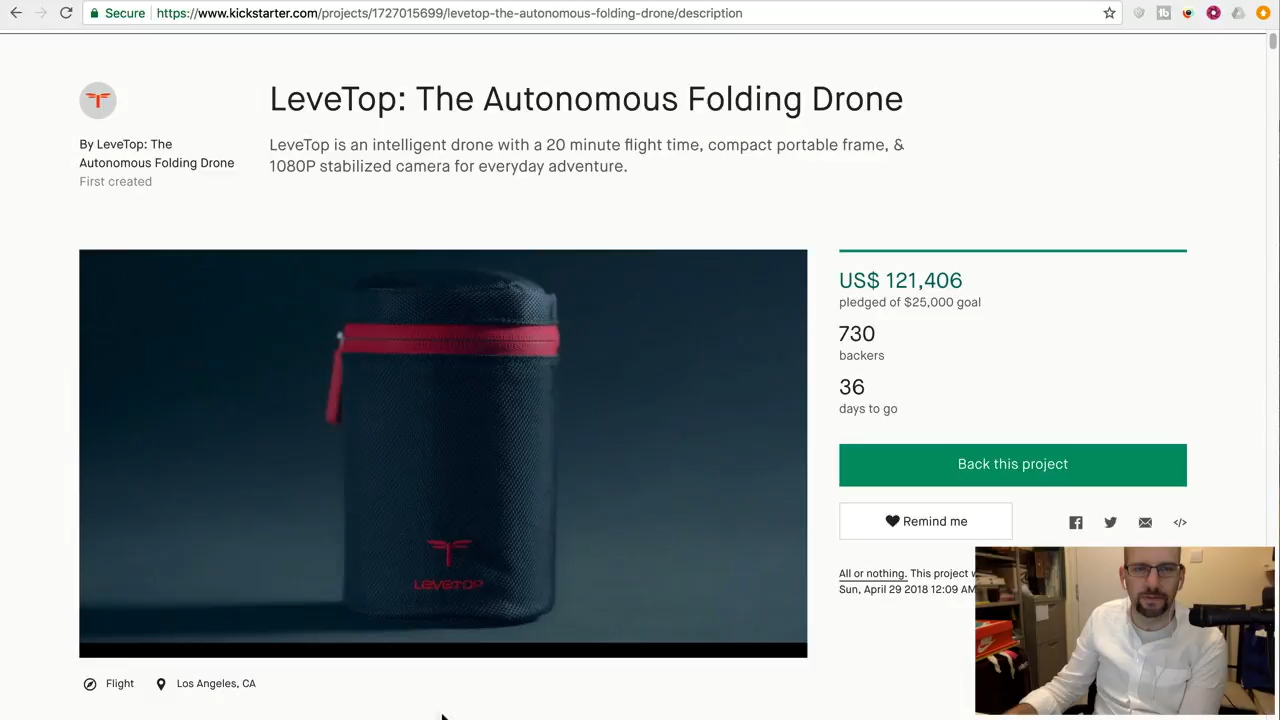 Secure https://www.kickstarter.com/projects/1727015699/levetop-the-autonomous-folding-drone/description
LeveTop: The Autonomous Folding Drone
LeveTop is an intelligent drone with a 20 minute flight time, compact portable frame, &
1080P stabilized camera for everyday adventure.
By LeveTop: The
Autonomous Folding Drone
First created
LEVETOP
US$ 121,406
pledged of $25,000 goal
730
backers
36
days to go
Back this project
Remind me
All or nothing. This project
Sun, April 29 2018 12:09 AM
Flight
Los Angeles, CA